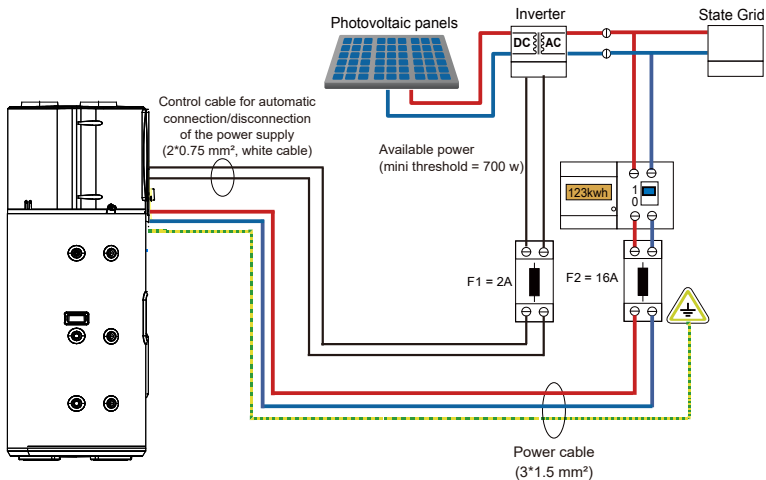 Photovoltaic panels
Inverter
State Grid
DC
AC
Control cable for automatic
connection/disconnection
of the power supply
(2*0.75 mm², white cable)
Available power
(mini threshold = 700 w)
123kwh
1
0
F1 = 2A
F2 = 16A
Power cable
(3*1.5 mm²)